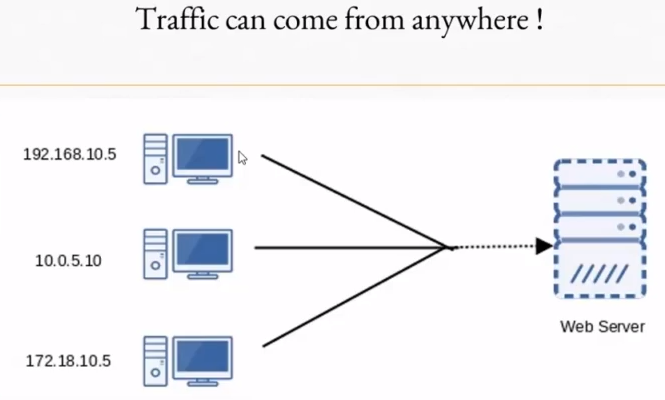 Traffic can come from anywhere !
192.168.10.5
10.0.5.10
172.18.10.5
Web Server